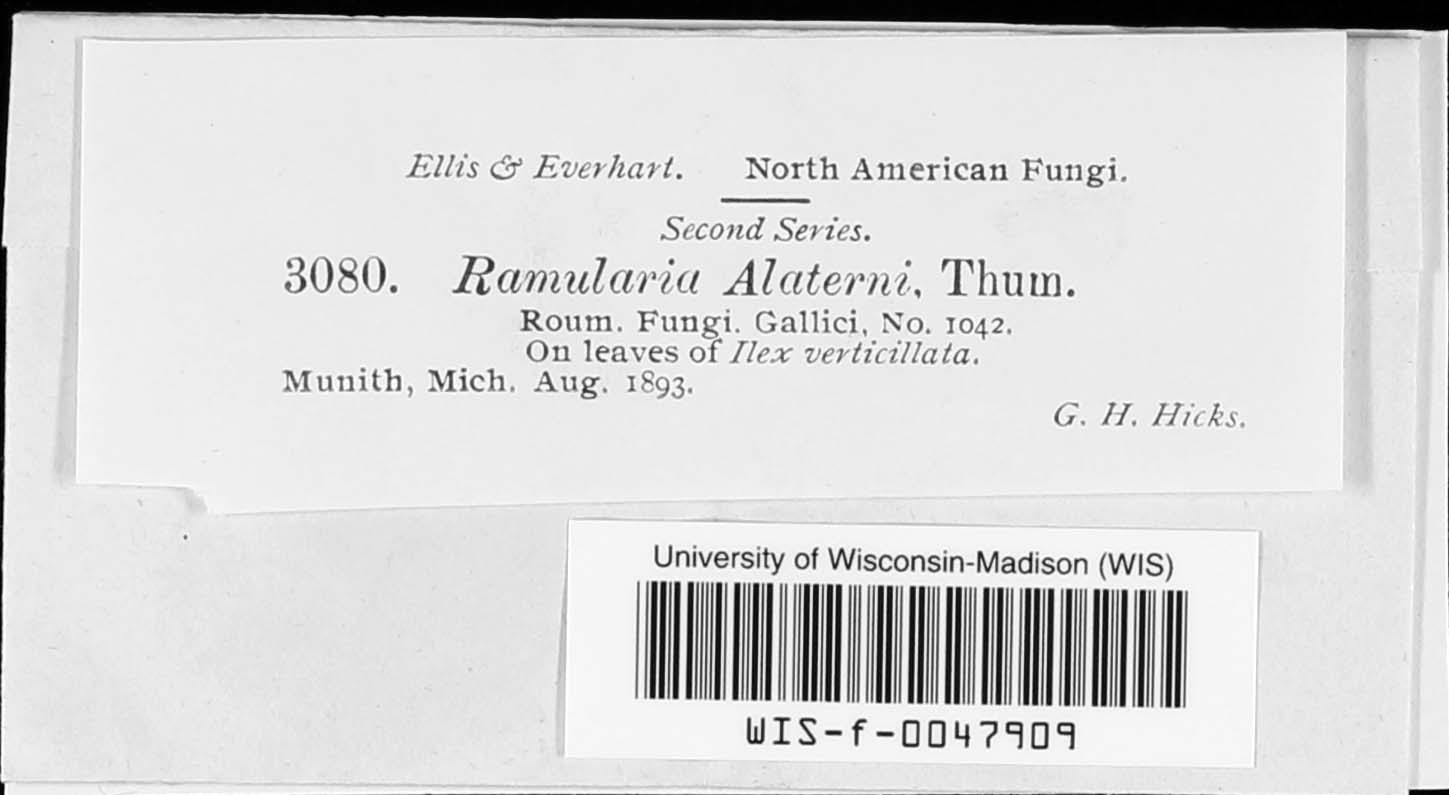 Ellis & Everhart. North American Fungi.
Second Series.
3080. Ramularia Alaterni, Thum.
Roum. Fungi. Gallici, No. 1042.
On leaves of Ilex verticillata.
Munith, Mich. Aug. 1893.
G. H. Hicks.
University of Wisconsin-Madison (WIS)
WIS-f-0047909